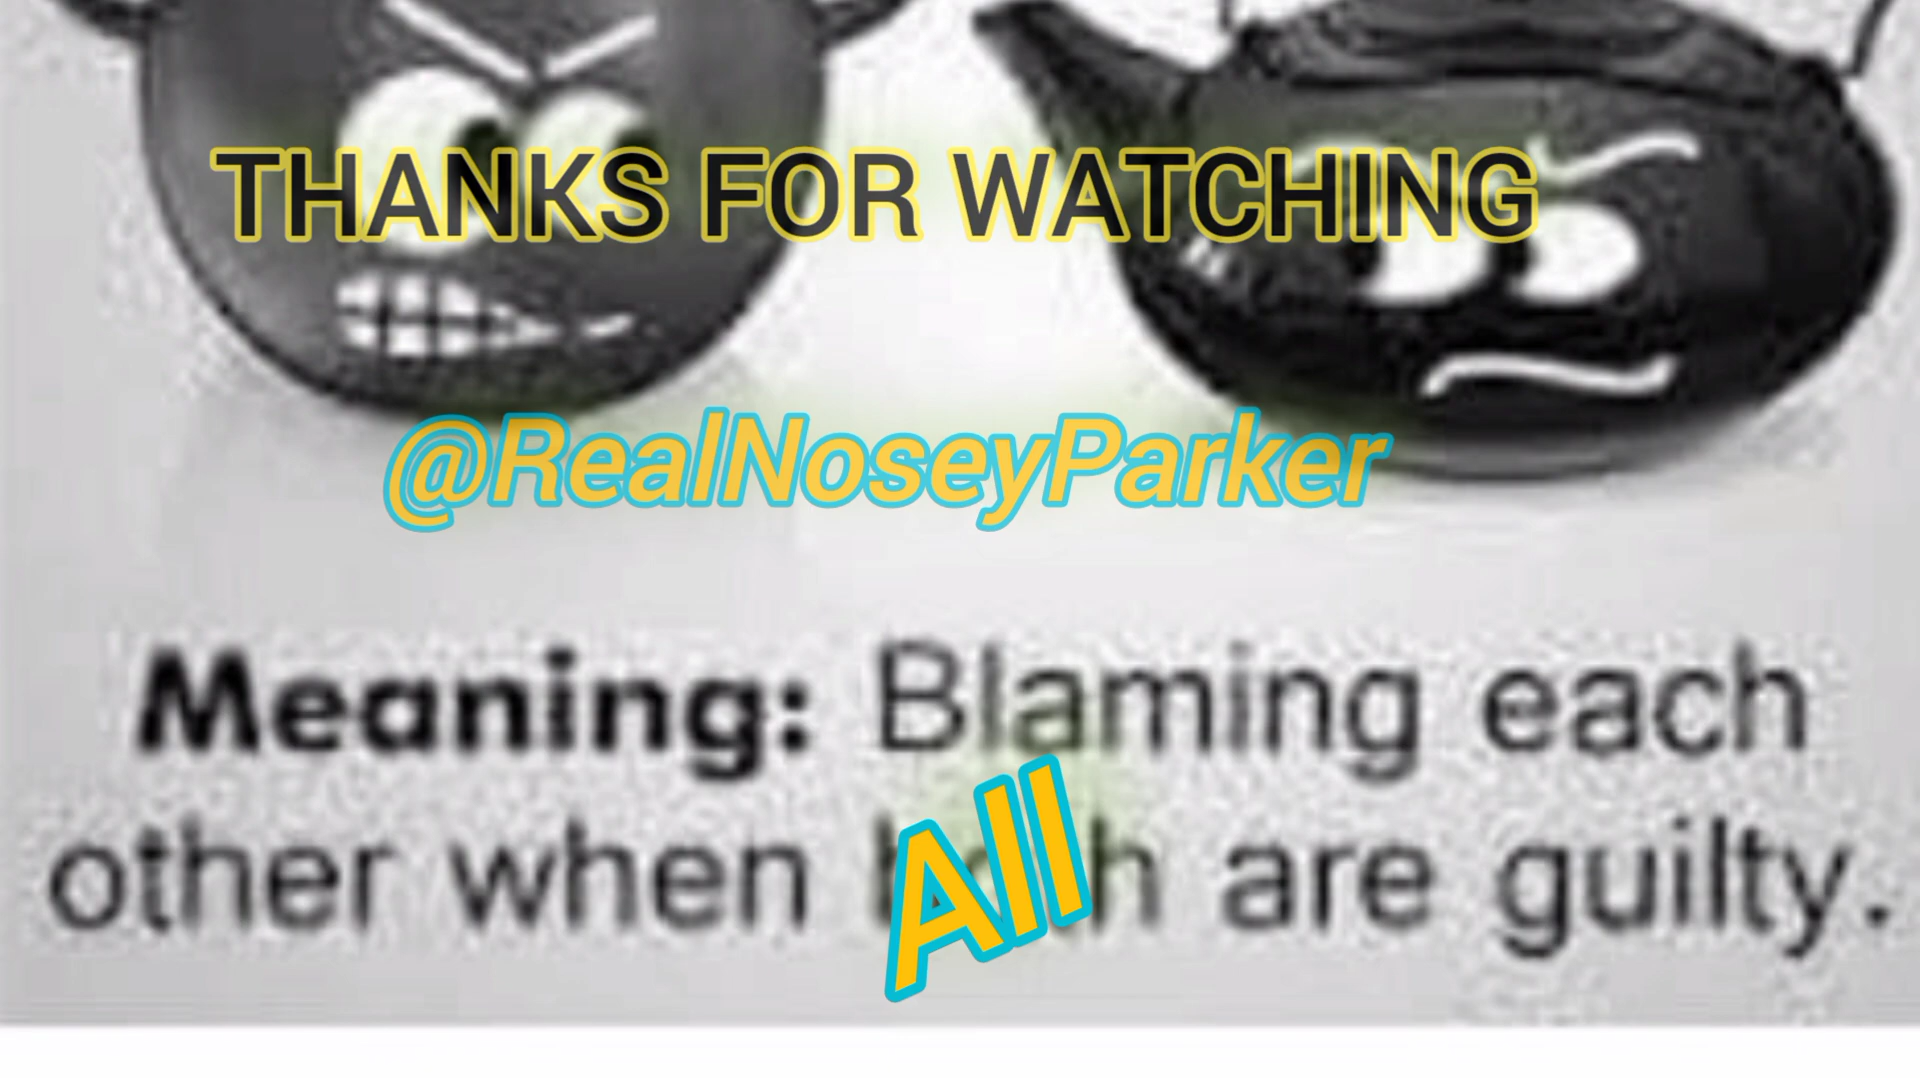 THANKS FOR WATCHING
@RealNoseyParker
Meaning: Blaming each
other when All are guilty.